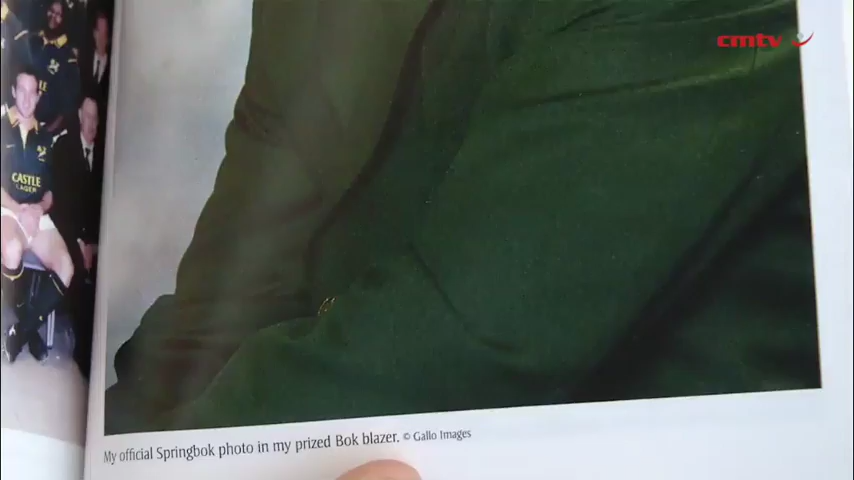 cmtv
CASTLE
LAGER
My official Springbok photo in my prized Bok blazer. © Gallo Images